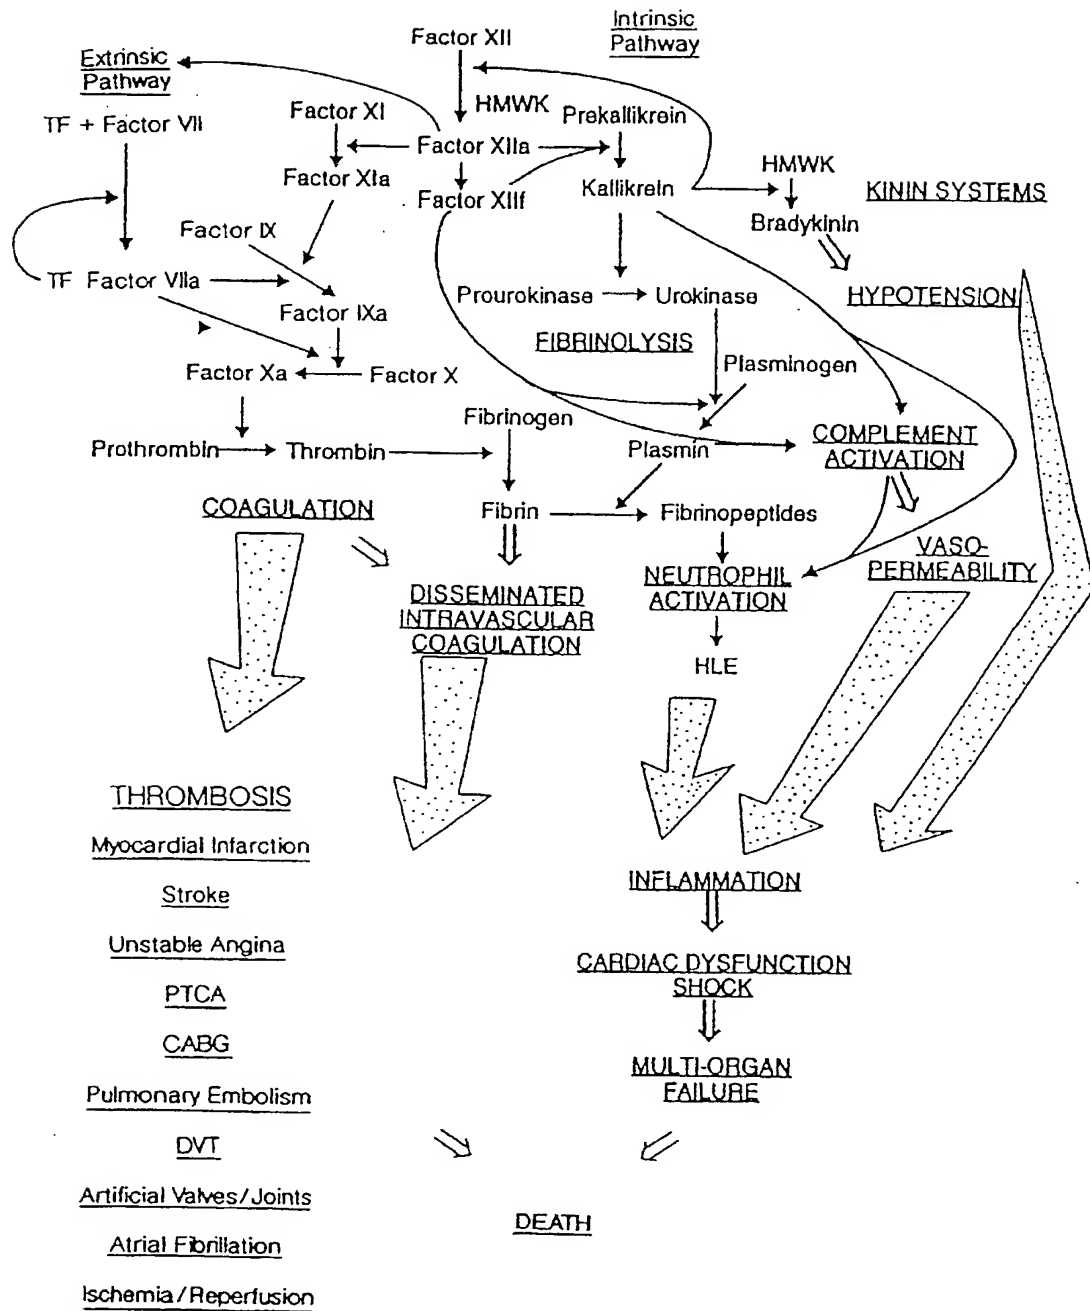 Factor XII
Intrinsic
Pathway
Extrinsic
Pathway
HMWK
Factor XI
Prekallikrein
TF + Factor VII
Factor XIIa
HMWK
Factor XIa
Factor XIIf
Kallikrein
KININ SYSTEMS
Bradykinin
Factor IX
TF Factor VIIa
Prourokinase
Urokinase
HYPOTENSION
Factor IXa
FIBRINOLYSIS
Plasminogen
Factor Xa
Factor X
Fibrinogen
Prothrombin
Thrombin
Plasmin
COMPLEMENT
ACTIVATION
COAGULATION
Fibrin
Fibrinopeptides
VASO-
PERMEABILITY
DISSEMINATED
INTRAVASCULAR
COAGULATION
NEUTROPHIL
ACTIVATION
HLE
THROMBOSIS
Myocardial Infarction
Stroke
Unstable Angina
PTCA
CABG
Pulmonary Embolism
DVT
Artificial Valves/Joints
Atrial Fibrillation
Ischemia/Reperfusion
INFLAMMATION
CARDIAC DYSFUNCTION
SHOCK
MULTI-ORGAN
FAILURE
DEATH